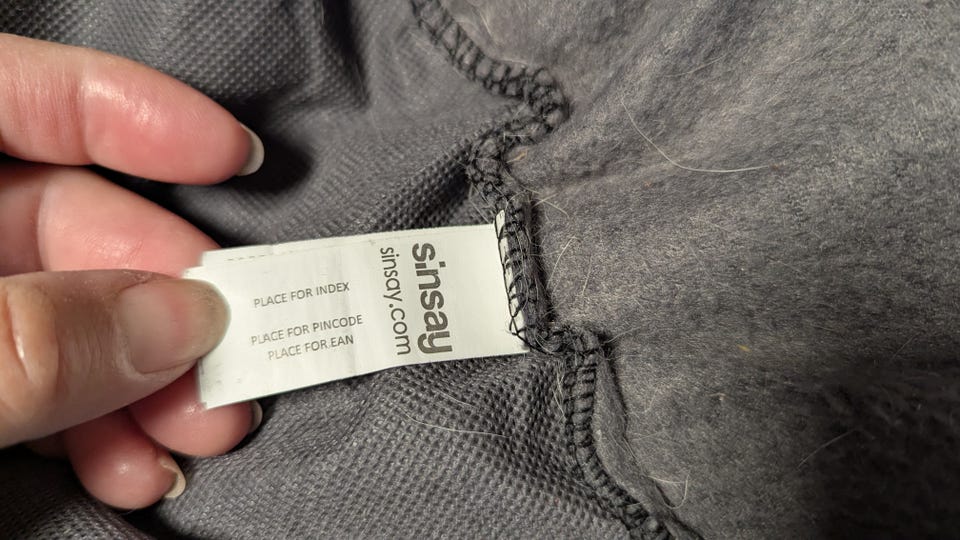 sinsay
sinsay.com
PLACE FOR INDEX
PLACE FOR PINCODE
PLACE FOR EAN